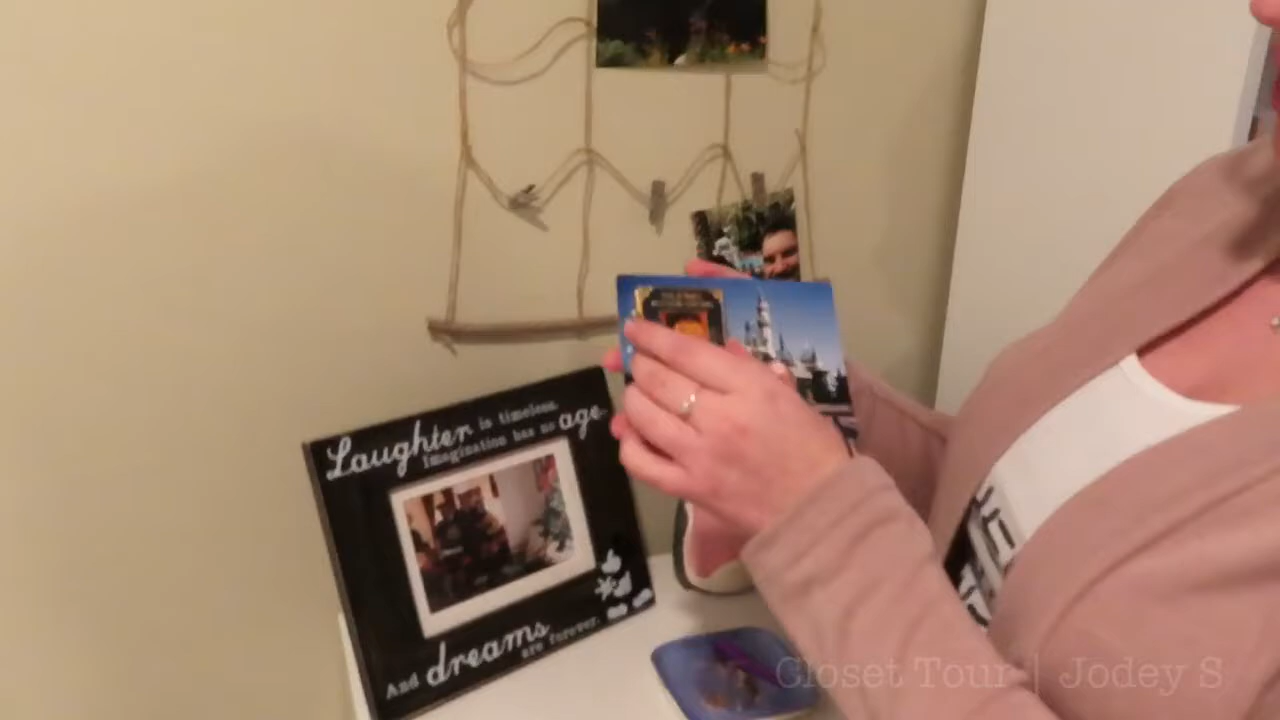 Laughter is timeless.
Imagination has no age
And dreams are forever.
Closet Tour | Jodey S